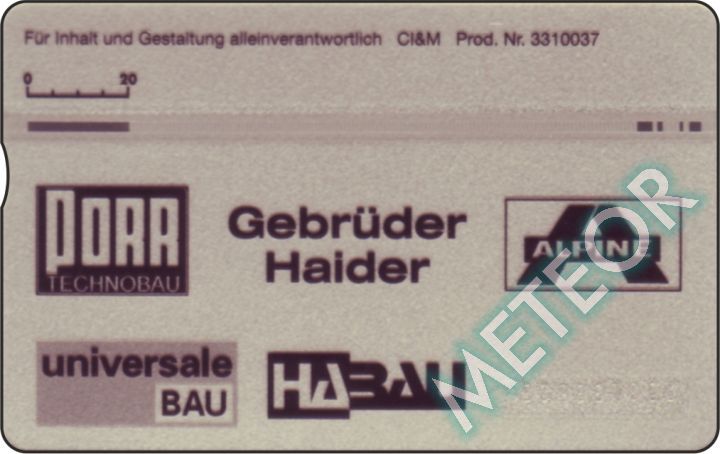 Für Inhalt und Gestaltung alleinverantwortlich CI&M Prod. Nr. 3310037
0 20
PORR
TECHNOBAU
Gebrüder
Haider
ALPINE
universale
BAU
HABAU
METEOR